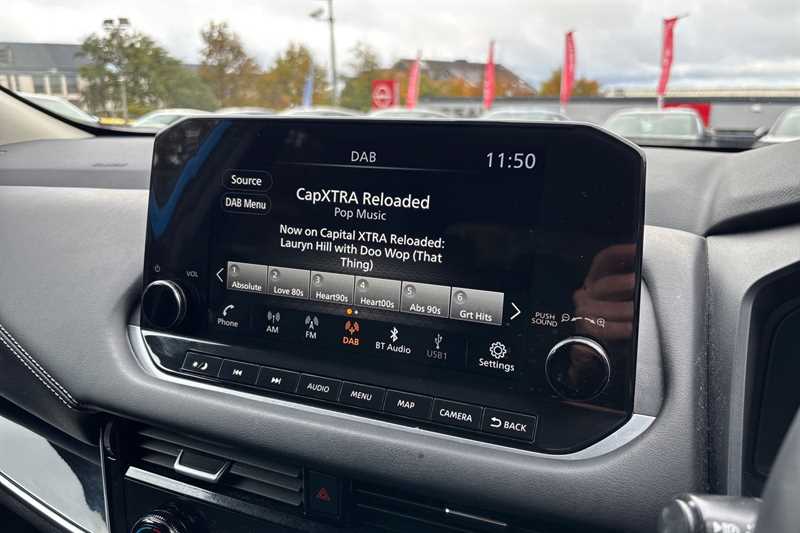 DAB
11:50
Source
CapXTRA Reloaded
DAB Menu
Pop Music
Now on Capital XTRA Reloaded:
Lauryn Hill with Doo Wop (That
Thing)
VOL
1 2 3 4 5 6
Absolute Love 80s Heart90s Heart00s Abs 90s Grt Hits
Phone AM FM DAB BT Audio USB1 Settings
PUSH
SOUND
AUDIO MENU MAP CAMERA BACK